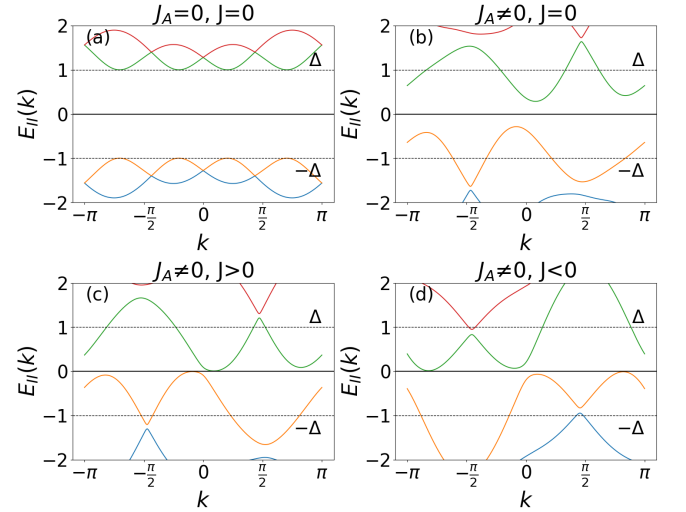 J_A=0, J=0
J_A≠0, J=0
(a)
(b)
2
1
0
−1
−2
Δ
−Δ
E_II(k)
−π
−π/2
0
π/2
π
k
2
1
0
−1
−2
Δ
−Δ
E_II(k)
−π
−π/2
0
π/2
π
k
J_A≠0, J>0
J_A≠0, J<0
(c)
(d)
2
1
0
−1
−2
Δ
−Δ
E_II(k)
−π
−π/2
0
π/2
π
k
2
1
0
−1
−2
Δ
−Δ
E_II(k)
−π
−π/2
0
π/2
π
k